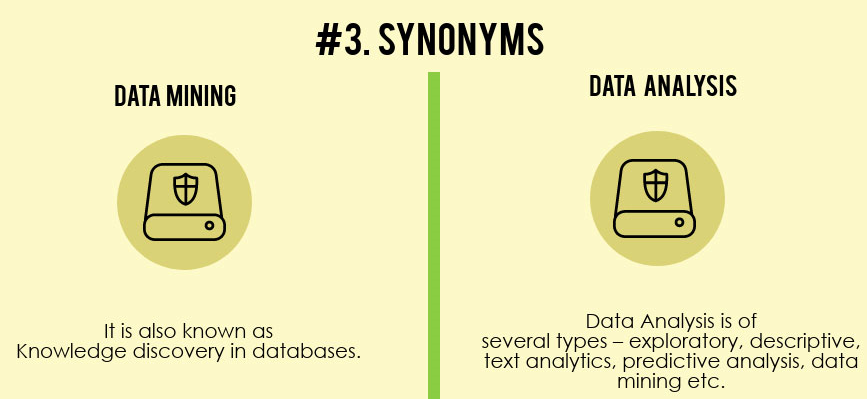 #3. SYNONYMS
DATA MINING
It is also known as
Knowledge discovery in databases.
DATA ANALYSIS
Data Analysis is of
several types – exploratory, descriptive,
text analytics, predictive analysis, data
mining etc.